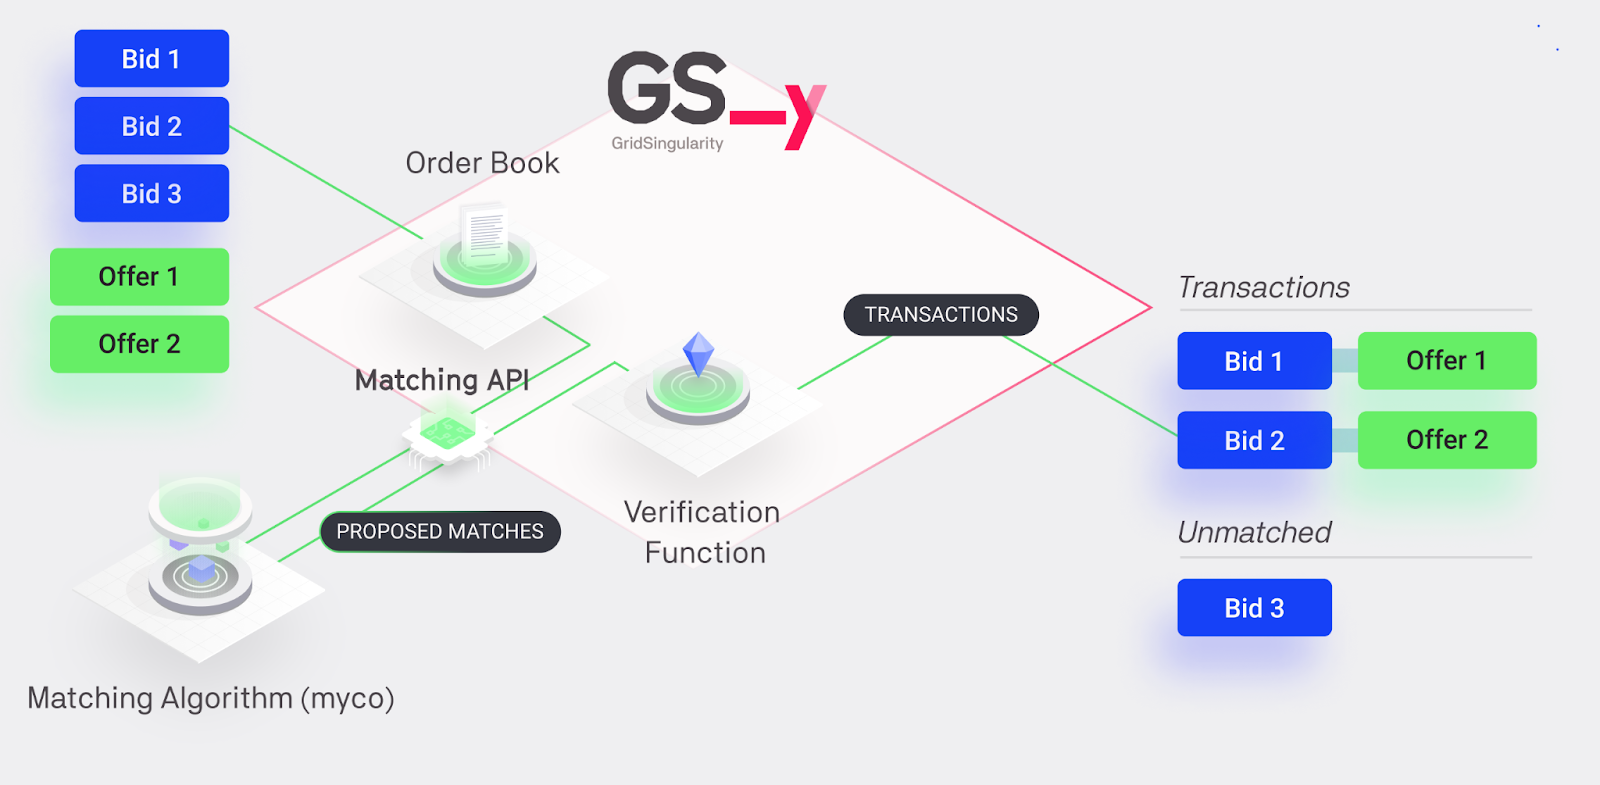 Bid 1
Bid 2
Bid 3
Offer 1
Offer 2
GS_y
GridSingularity
Order Book
Matching API
PROPOSED MATCHES
Matching Algorithm (myco)
Verification
Function
TRANSACTIONS
Transactions
Bid 1
Offer 1
Bid 2
Offer 2
Unmatched
Bid 3